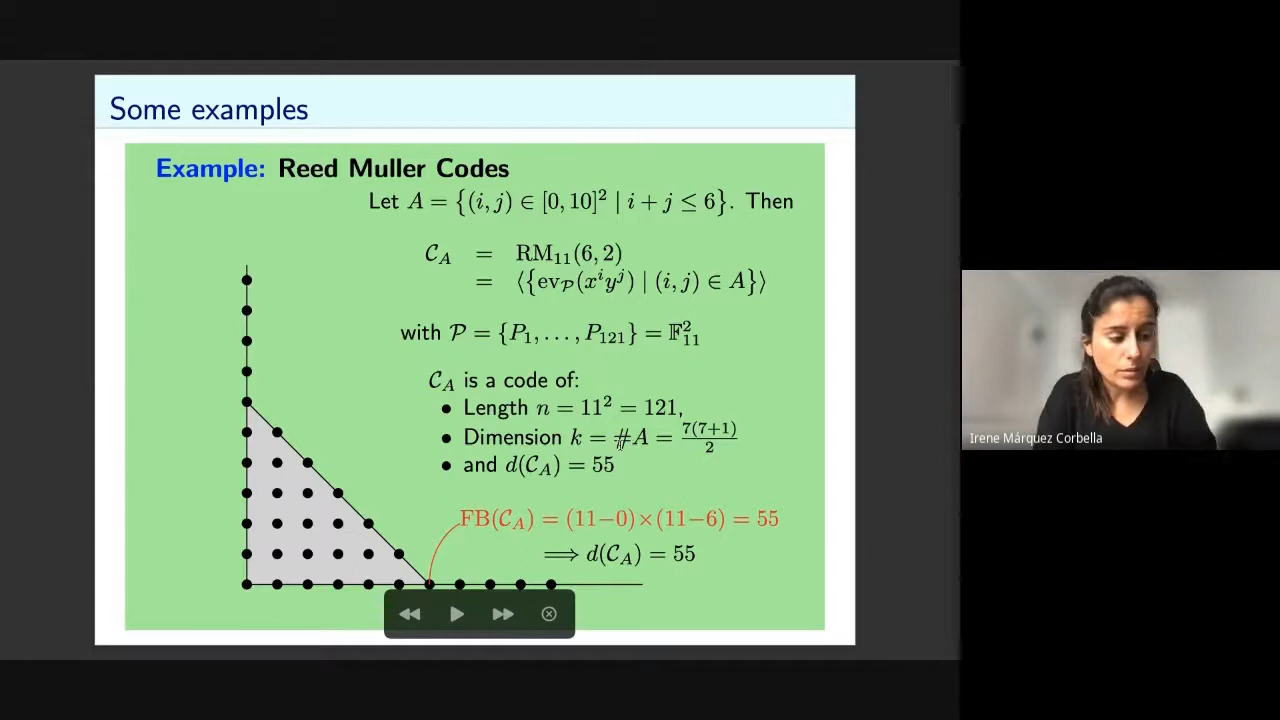 Some examples
Example: Reed Muller Codes
Let A = {(i, j) ∈ [0, 10]² | i + j ≤ 6}. Then
𝒞_A = RM₁₁(6, 2)
= ⟨{ev_𝒫(xⁱyʲ) | (i, j) ∈ A}⟩
with 𝒫 = {P₁, . . . , P₁₂₁} = 𝔽₁₁²
𝒞_A is a code of:
• Length n = 11² = 121,
• Dimension k = #A = 7(7+1)/2
• and d(𝒞_A) = 55
FB(𝒞_A) = (11−0)×(11−6) = 55
⟹ d(𝒞_A) = 55
Irene Márquez Corbella